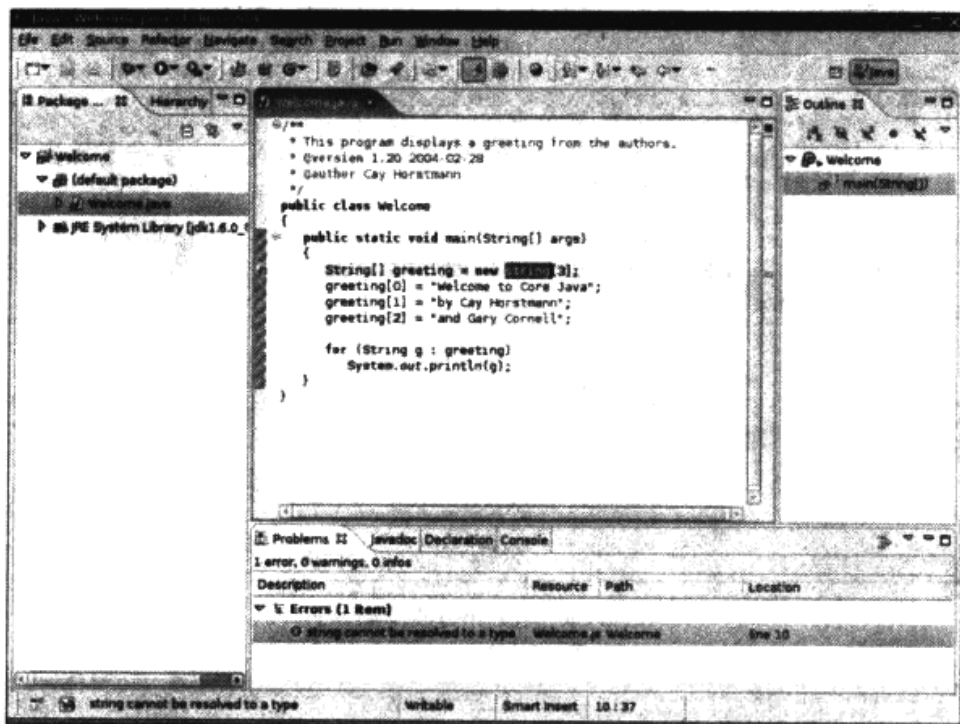 File Edit Source Refactor Navigate Search Project Run Window Help
Java
Package ... Hierarchy
Welcome
(default package)
Welcome.java
JRE System Library [jdk1.6.0_
Welcome.java
/**
* This program displays a greeting from the authors.
* @version 1.20 2004-02-28
* @author Cay Horstmann
*/
public class Welcome
{
public static void main(String[] args)
{
String[] greeting = new string[3];
greeting[0] = "Welcome to Core Java";
greeting[1] = "by Cay Horstmann";
greeting[2] = "and Gary Cornell";
for (String g : greeting)
System.out.println(g);
}
}
Outline
Welcome
main(String[])
Problems Javadoc Declaration Console
1 error, 0 warnings, 0 infos
Description Resource Path Location
Errors (1 item)
string cannot be resolved to a type Welcome.ja Welcome line 10
string cannot be resolved to a type Writable Smart Insert 10 : 37